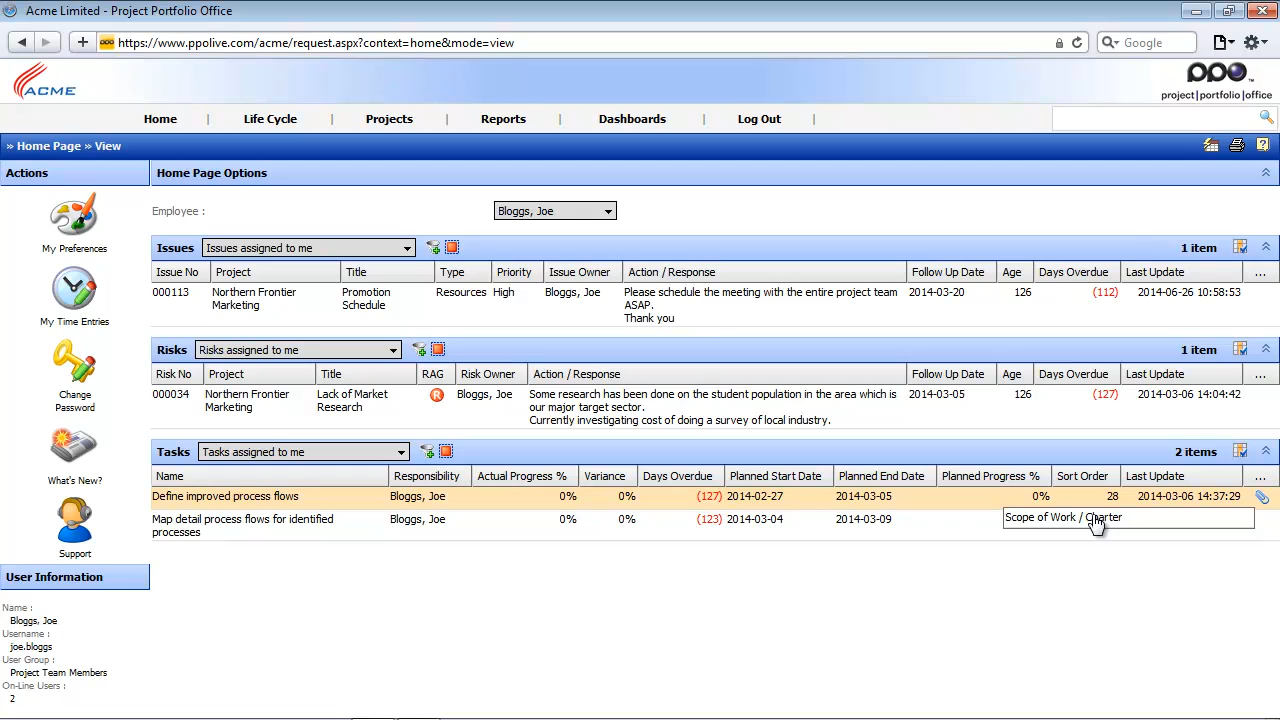 Acme Limited - Project Portfolio Office
https://www.ppolive.com/acme/request.aspx?context=home&mode=view
Google
ACME
ppo™
project|portfolio|office
Home | Life Cycle | Projects | Reports | Dashboards | Log Out |
» Home Page » View
Actions
Home Page Options
My Preferences
My Time Entries
Change
Password
What's New?
Support
Employee :
Bloggs, Joe
Issues Issues assigned to me 1 item
Issue No Project Title Type Priority Issue Owner Action / Response Follow Up Date Age Days Overdue Last Update ...
000113 Northern Frontier Promotion Resources High Bloggs, Joe Please schedule the meeting with the entire project team 2014-03-20 126 (112) 2014-06-26 10:58:53
Marketing Schedule ASAP.
Thank you
Risks Risks assigned to me 1 item
Risk No Project Title RAG Risk Owner Action / Response Follow Up Date Age Days Overdue Last Update ...
000034 Northern Frontier Lack of Market R Bloggs, Joe Some research has been done on the student population in the area which is 2014-03-05 126 (127) 2014-03-06 14:04:42
Marketing Research our major target sector.
Currently investigating cost of doing a survey of local industry.
Tasks Tasks assigned to me 2 items
Name Responsibility Actual Progress % Variance Days Overdue Planned Start Date Planned End Date Planned Progress % Sort Order Last Update ...
Define improved process flows Bloggs, Joe 0% 0% (127) 2014-02-27 2014-03-05 0% 28 2014-03-06 14:37:29
Map detail process flows for identified Bloggs, Joe 0% 0% (123) 2014-03-04 2014-03-09
processes
Scope of Work / Charter
User Information
Name :
Bloggs, Joe
Username :
joe.bloggs
User Group :
Project Team Members
On-Line Users :
2